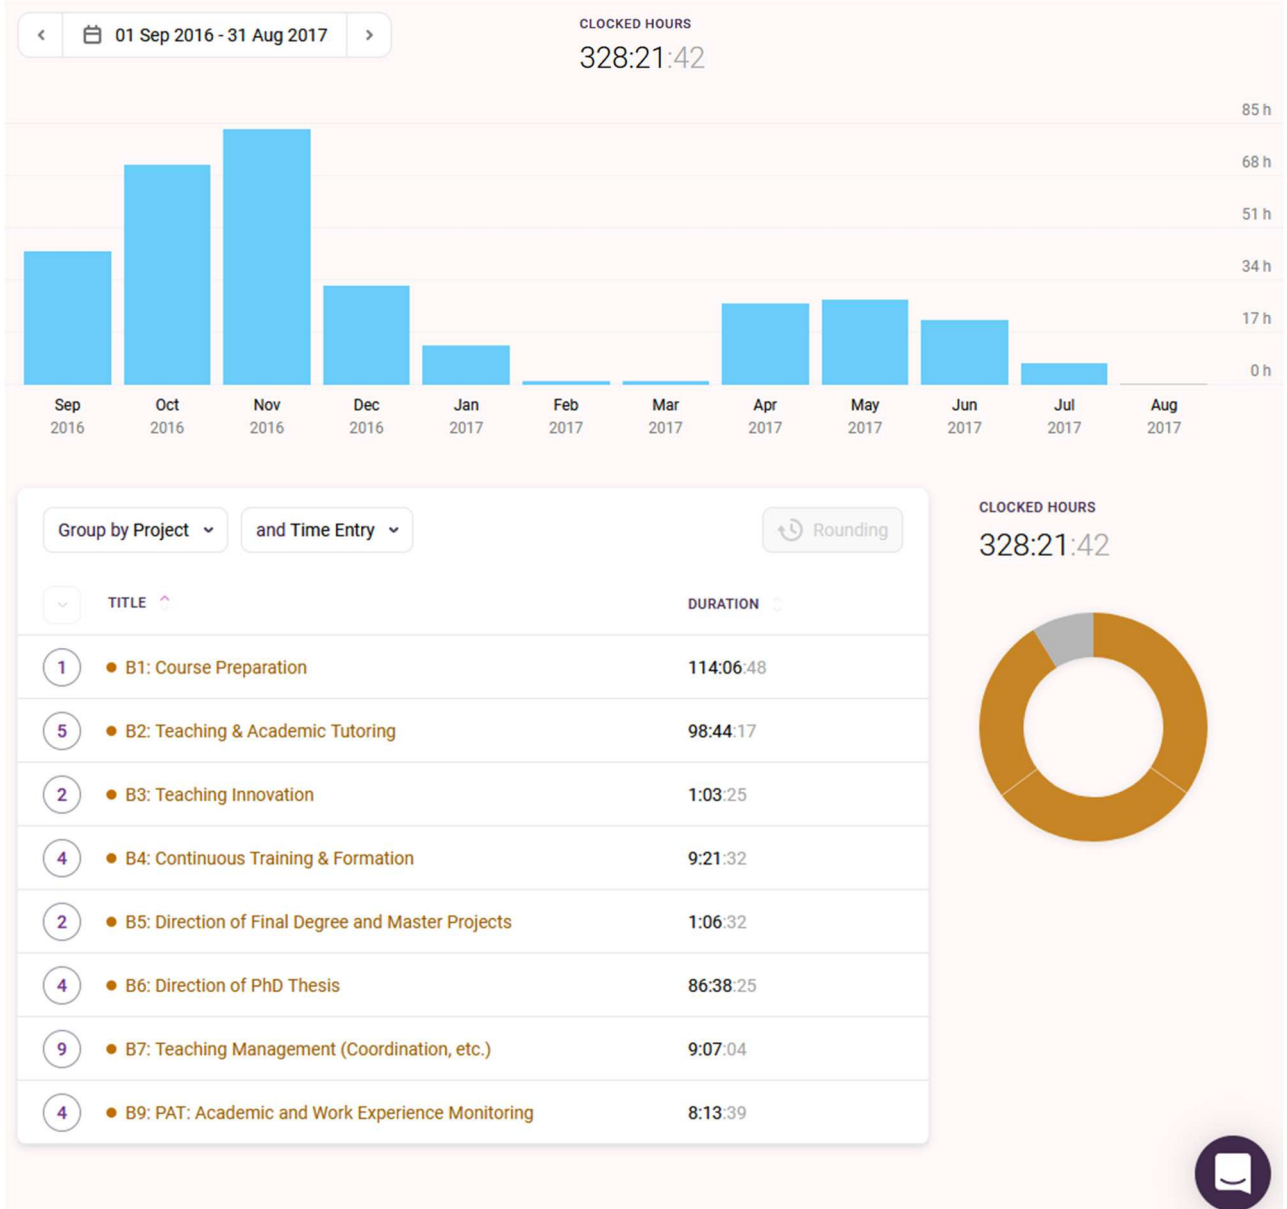 01 Sep 2016 - 31 Aug 2017
CLOCKED HOURS
328:21:42
85 h
68 h
51 h
34 h
17 h
0 h
Sep Oct Nov Dec Jan Feb Mar Apr May Jun Jul Aug
2016 2016 2016 2016 2017 2017 2017 2017 2017 2017 2017 2017
Group by Project and Time Entry Rounding
TITLE DURATION
1 B1: Course Preparation 114:06:48
5 B2: Teaching & Academic Tutoring 98:44:17
2 B3: Teaching Innovation 1:03:25
4 B4: Continuous Training & Formation 9:21:32
2 B5: Direction of Final Degree and Master Projects 1:06:32
4 B6: Direction of PhD Thesis 86:38:25
9 B7: Teaching Management (Coordination, etc.) 9:07:04
4 B9: PAT: Academic and Work Experience Monitoring 8:13:39
CLOCKED HOURS
328:21:42